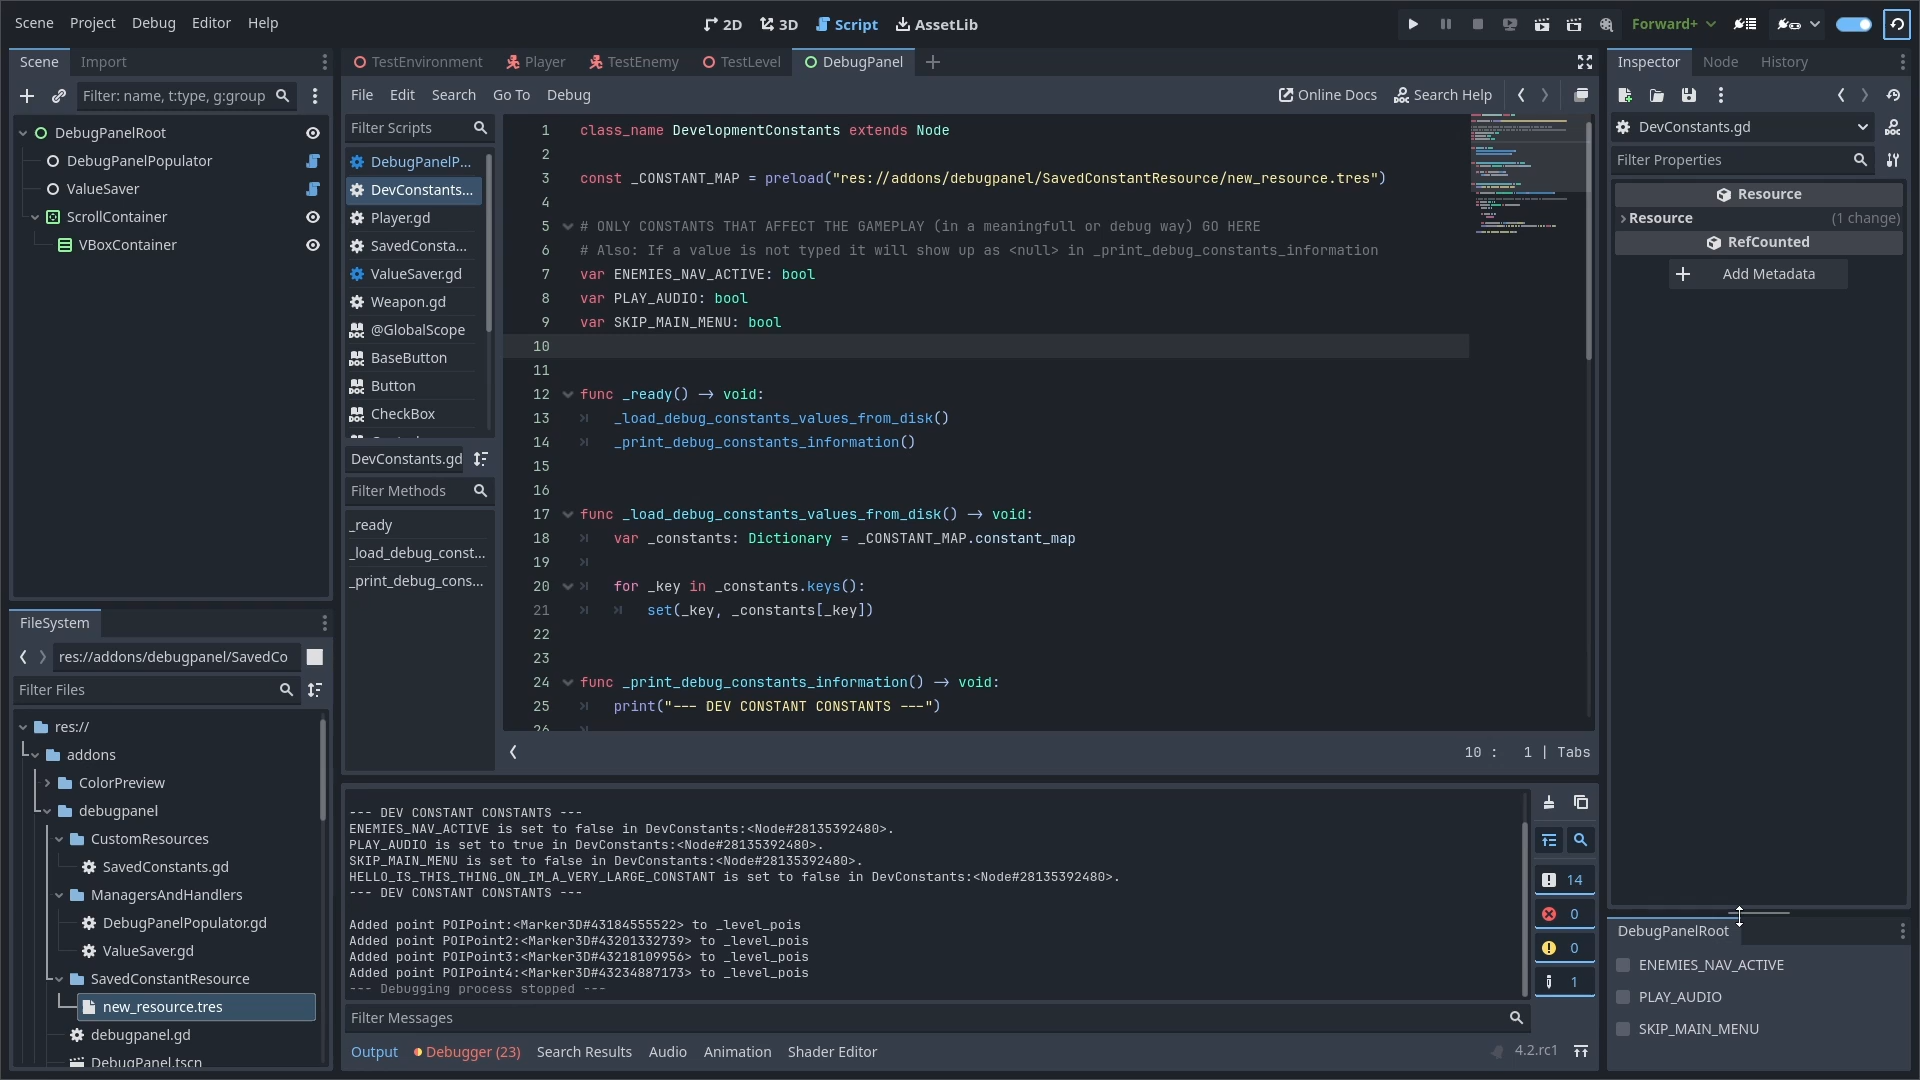 Scene Project Debug Editor Help
2D 3D Script AssetLib
Forward+
Scene Import
Filter: name, t:type, g:group
DebugPanelRoot
DebugPanelPopulator
ValueSaver
ScrollContainer
VBoxContainer
FileSystem
res://addons/debugpanel/SavedCo
Filter Files
res://
addons
ColorPreview
debugpanel
CustomResources
SavedConstants.gd
ManagersAndHandlers
DebugPanelPopulator.gd
ValueSaver.gd
SavedConstantResource
new_resource.tres
debugpanel.gd
DebugPanel.tscn
TestEnvironment Player TestEnemy TestLevel DebugPanel
File Edit Search Go To Debug
Online Docs Search Help
Filter Scripts
DebugPanelP...
DevConstants...
Player.gd
SavedConsta...
ValueSaver.gd
Weapon.gd
@GlobalScope
BaseButton
Button
CheckBox
DevConstants.gd
Filter Methods
_ready
_load_debug_const...
_print_debug_cons...
1 class_name DevelopmentConstants extends Node
2
3 const _CONSTANT_MAP = preload("res://addons/debugpanel/SavedConstantResource/new_resource.tres")
4
5 # ONLY CONSTANTS THAT AFFECT THE GAMEPLAY (in a meaningfull or debug way) GO HERE
6 # Also: If a value is not typed it will show up as <null> in _print_debug_constants_information
7 var ENEMIES_NAV_ACTIVE: bool
8 var PLAY_AUDIO: bool
9 var SKIP_MAIN_MENU: bool
10
11
12 func _ready() -> void:
13 _load_debug_constants_values_from_disk()
14 _print_debug_constants_information()
15
16
17 func _load_debug_constants_values_from_disk() -> void:
18 var _constants: Dictionary = _CONSTANT_MAP.constant_map
19
20 for _key in _constants.keys():
21 set(_key, _constants[_key])
22
23
24 func _print_debug_constants_information() -> void:
25 print("--- DEV CONSTANT CONSTANTS ---")
26
10 : 1 | Tabs
--- DEV CONSTANT CONSTANTS ---
ENEMIES_NAV_ACTIVE is set to false in DevConstants:<Node#28135392480>.
PLAY_AUDIO is set to true in DevConstants:<Node#28135392480>.
SKIP_MAIN_MENU is set to false in DevConstants:<Node#28135392480>.
HELLO_IS_THIS_THING_ON_IM_A_VERY_LARGE_CONSTANT is set to false in DevConstants:<Node#28135392480>.
--- DEV CONSTANT CONSTANTS ---
Added point POIPoint:<Marker3D#43184555522> to _level_pois
Added point POIPoint2:<Marker3D#43201332739> to _level_pois
Added point POIPoint3:<Marker3D#43218109956> to _level_pois
Added point POIPoint4:<Marker3D#43234887173> to _level_pois
--- Debugging process stopped ---
14
0
0
1
Filter Messages
Output Debugger (23) Search Results Audio Animation Shader Editor
4.2.rc1
Inspector Node History
DevConstants.gd
Filter Properties
Resource
Resource (1 change)
RefCounted
Add Metadata
DebugPanelRoot
ENEMIES_NAV_ACTIVE
PLAY_AUDIO
SKIP_MAIN_MENU